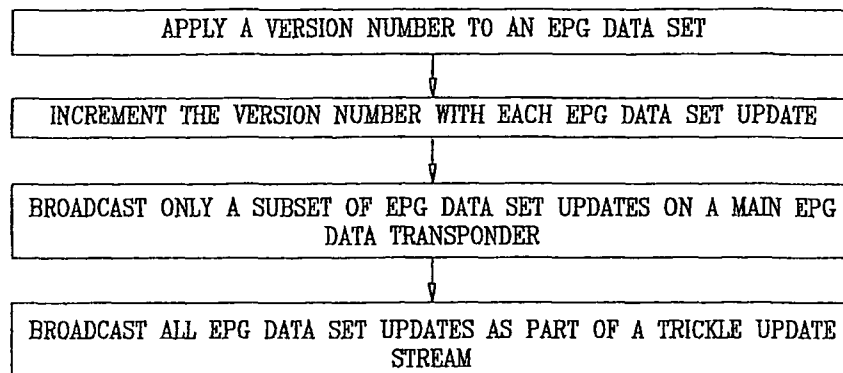 APPLY A VERSION NUMBER TO AN EPG DATA SET
INCREMENT THE VERSION NUMBER WITH EACH EPG DATA SET UPDATE
BROADCAST ONLY A SUBSET OF EPG DATA SET UPDATES ON A MAIN EPG
DATA TRANSPONDER
BROADCAST ALL EPG DATA SET UPDATES AS PART OF A TRICKLE UPDATE
STREAM